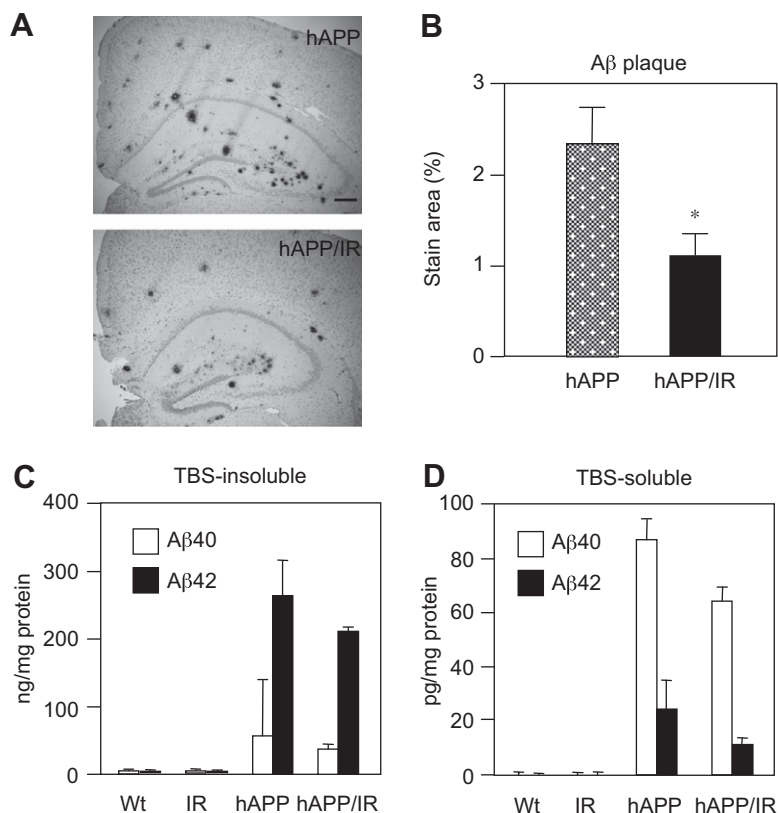 A
hAPP
hAPP/IR
B
Aβ plaque
Stain area (%)
3
2
1
0
*
hAPP hAPP/IR
C
TBS-insoluble
ng/mg protein
400
300
200
100
0
Aβ40
Aβ42
Wt IR hAPP hAPP/IR
D
TBS-soluble
pg/mg protein
100
80
60
40
20
0
Aβ40
Aβ42
Wt IR hAPP hAPP/IR